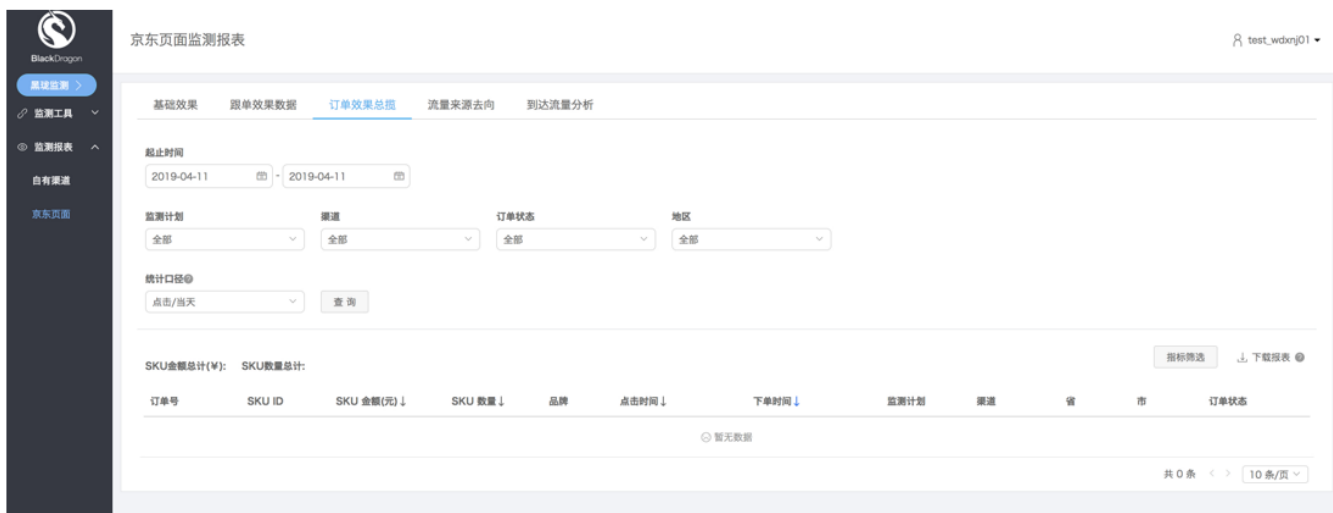 BlackDragon
黑珑监测 >
监测工具
监测报表
自有渠道
京东页面
京东页面监测报表
test_wdxnj01
基础效果 跟单效果数据 订单效果总揽 流量来源去向 到达流量分析
起止时间
2019-04-11 - 2019-04-11
监测计划 渠道 订单状态 地区
全部 全部 全部 全部
统计口径
点击/当天 查 询
指标筛选 下载报表
SKU金额总计(¥): SKU数量总计:
订单号 SKU ID SKU 金额(元)↓ SKU 数量↓ 品牌 点击时间↓ 下单时间↓ 监测计划 渠道 省 市 订单状态
暂无数据
共 0 条 < > 10 条/页